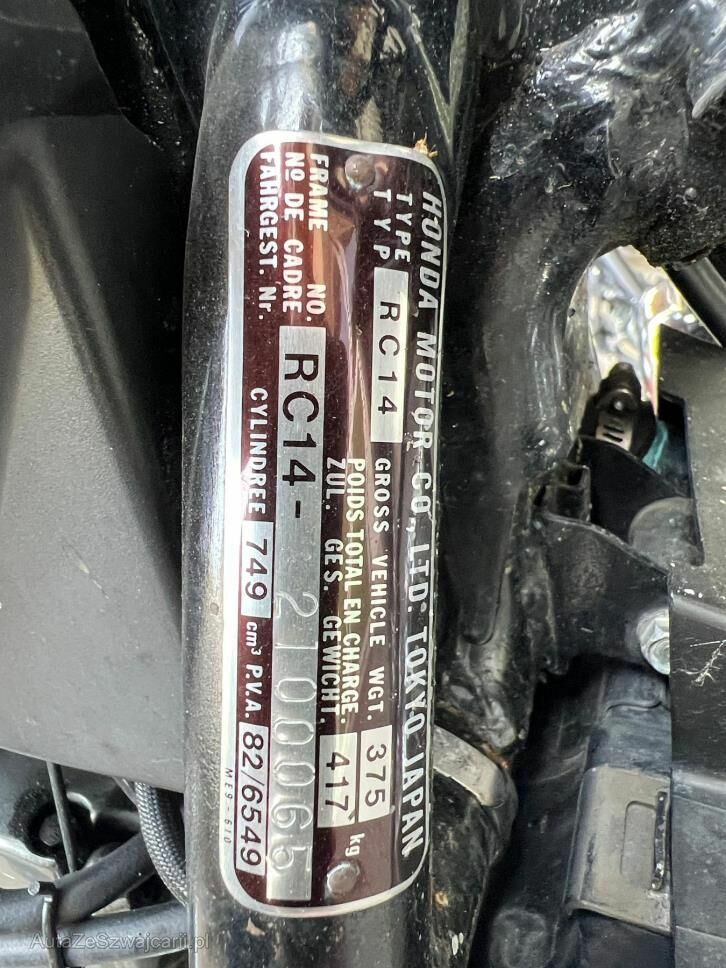 HONDA MOTOR CO., LTD. TOKYO JAPAN
TYPE
TYP
RC14
GROSS VEHICLE WGT. 375
POIDS TOTAL EN CHARGE.
ZUL. GES. GEWICHT. 417 kg
FRAME NO.
Nº DE CADRE
FAHRGEST. Nr.
RC14- 2100065
CYLINDREE 749 cm³ P.V.A. 82/6549
ME9-610
AutaZeSzwajcarii.pl